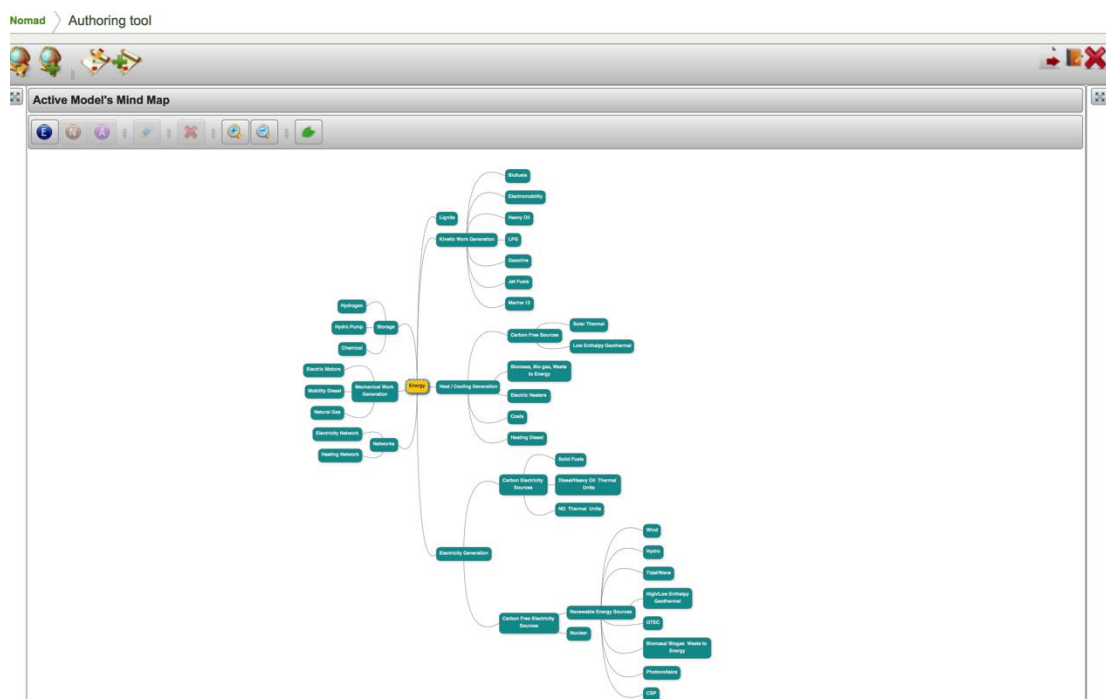 Nomad
Authoring tool
Active Model's Mind Map
E N A
Biofuels
Electromobility
Lignite
Heavy Oil
Kinetic Work Generation
LPG
Gasoline
Jet Fuels
Marine 12
Hydrogen
Hydro Pump
Storage
Chemical
Carbon Free Sources
Solar Thermal
Low Enthalpy Geothermal
Electric Motors
Mobility Diesel
Mechanical Work
Generation
Natural Gas
Energy
Heat / Cooling Generation
Biomass, Bio gas, Waste
to Energy
Electric Heaters
Coals
Heating Diesel
Electricity Network
Networks
Heating Network
Carbon Electricity
Sources
Solid Fuels
Diesel/Heavy Oil Thermal
Units
NG Thermal Units
Electricity Generation
Wind
Hydro
Tidal/Wave
High/Low Enthalpy
Geothermal
Carbon Free Electricity
Sources
Renewable Energy Sources
Nuclear
OTEC
Biomass/ Biogas Waste to
Energy
Photovoltaics
CSP